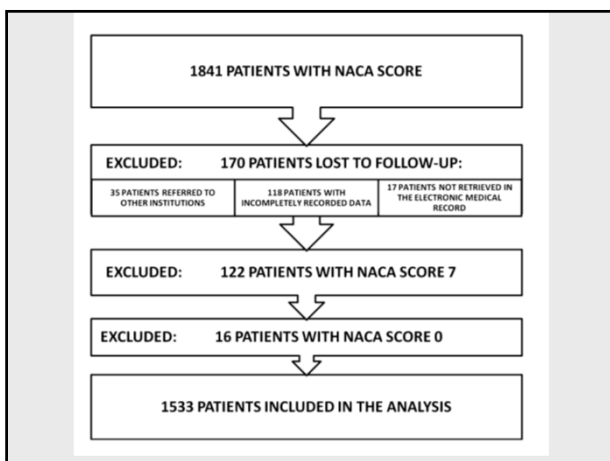 1841 PATIENTS WITH NACA SCORE
EXCLUDED: 170 PATIENTS LOST TO FOLLOW-UP:
35 PATIENTS REFERRED TO
OTHER INSTITUTIONS
118 PATIENTS WITH
INCOMPLETELY RECORDED DATA
17 PATIENTS NOT RETRIEVED IN
THE ELECTRONIC MEDICAL
RECORD
EXCLUDED: 122 PATIENTS WITH NACA SCORE 7
EXCLUDED: 16 PATIENTS WITH NACA SCORE 0
1533 PATIENTS INCLUDED IN THE ANALYSIS